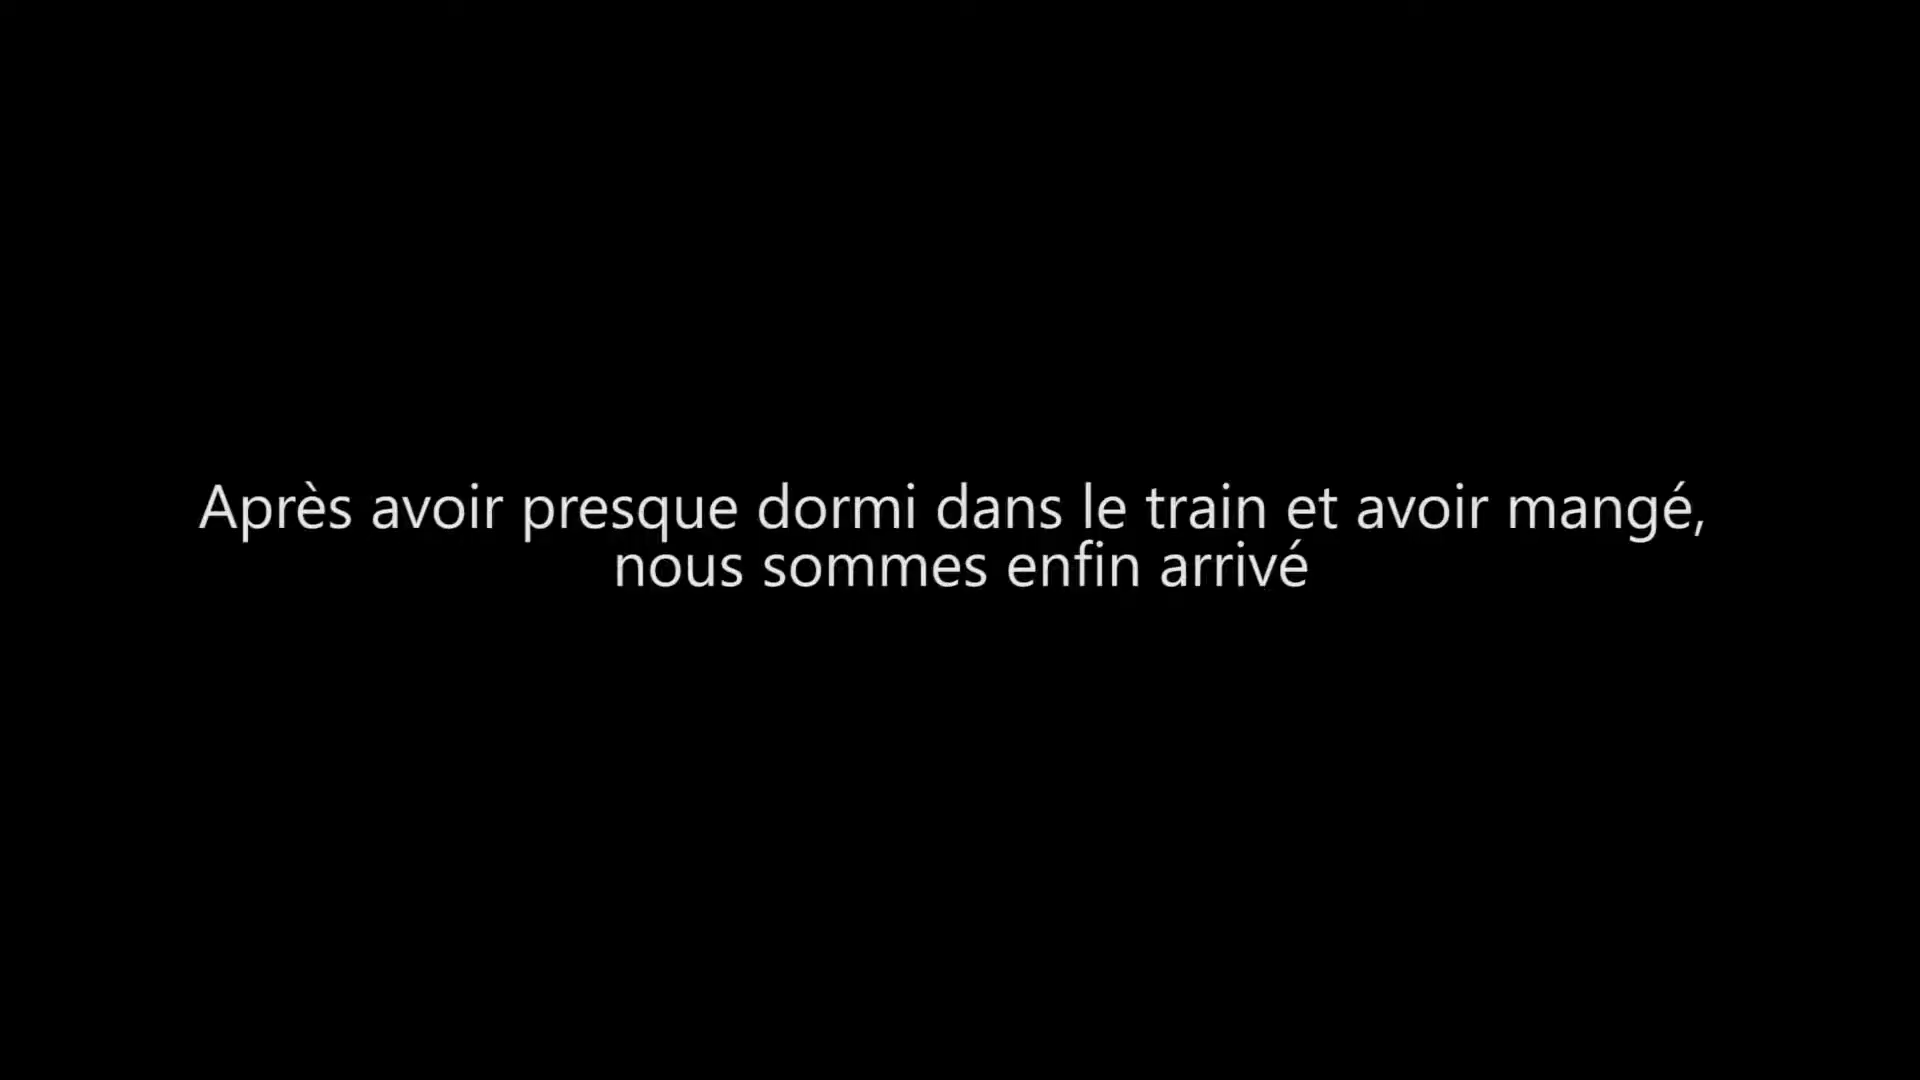 Après avoir presque dormi dans le train et avoir mangé,
nous sommes enfin arrivé